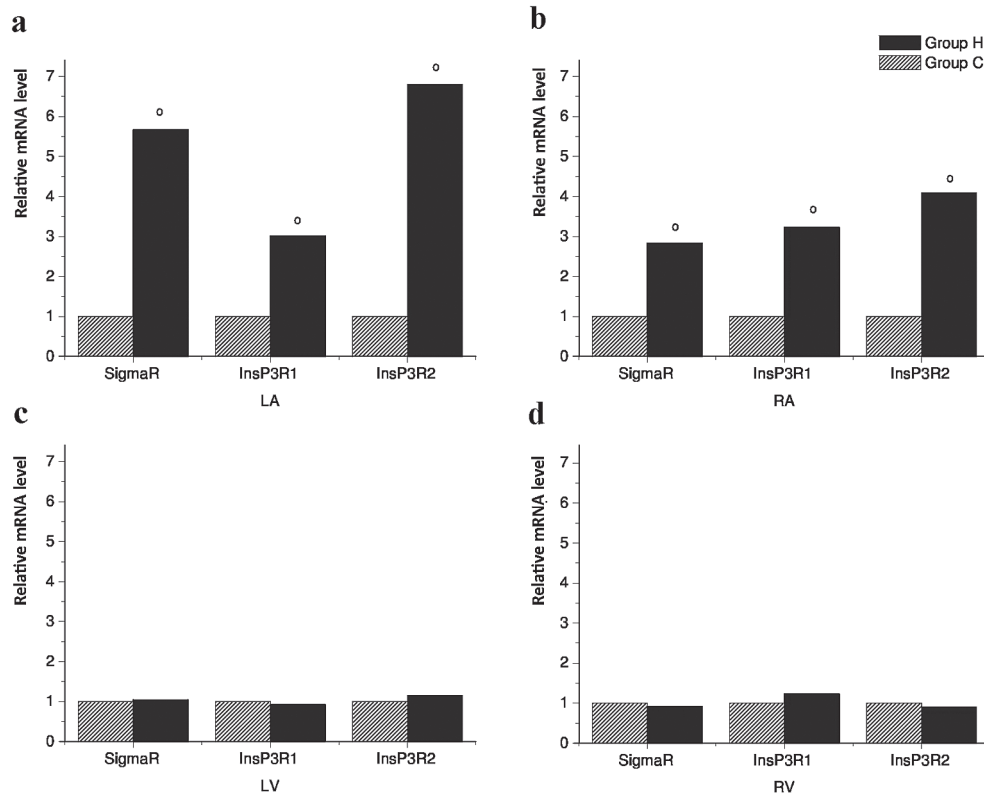 a
Relative mRNA level
7
6
5
4
3
2
1
0
SigmaR InsP3R1 InsP3R2
LA
b
Group H
Group C
Relative mRNA level
7
6
5
4
3
2
1
0
SigmaR InsP3R1 InsP3R2
RA
c
Relative mRNA level
7
6
5
4
3
2
1
0
SigmaR InsP3R1 InsP3R2
LV
d
Relative mRNA level
7
6
5
4
3
2
1
0
SigmaR InsP3R1 InsP3R2
RV